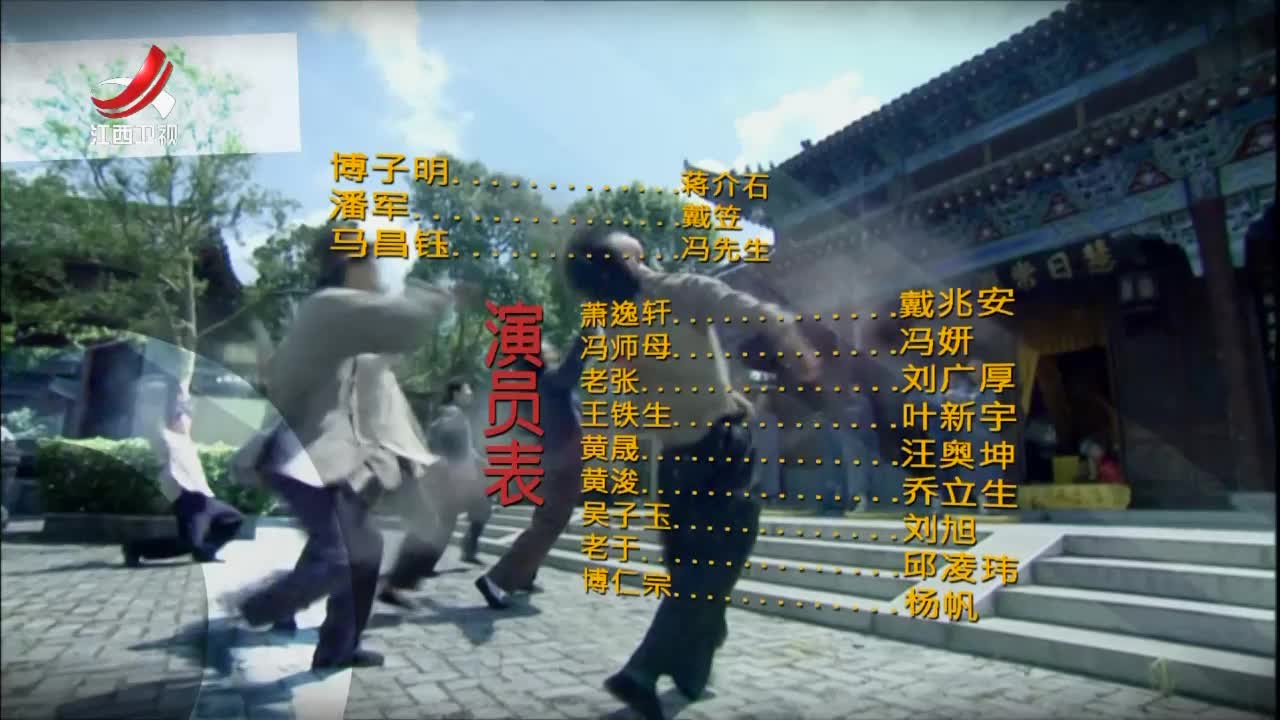 江西卫视
博子明.............蒋介石
潘军.................戴笠
马昌钰.............冯先生
演员表
萧逸轩.............戴兆安
冯师母.............冯妍
老张...............刘广厚
王铁生.............叶新宇
黄晟...............汪奥坤
黄浚...............乔立生
吴子玉.............刘旭
老于...............邱凌玮
博仁宗.............杨帆
常日慧